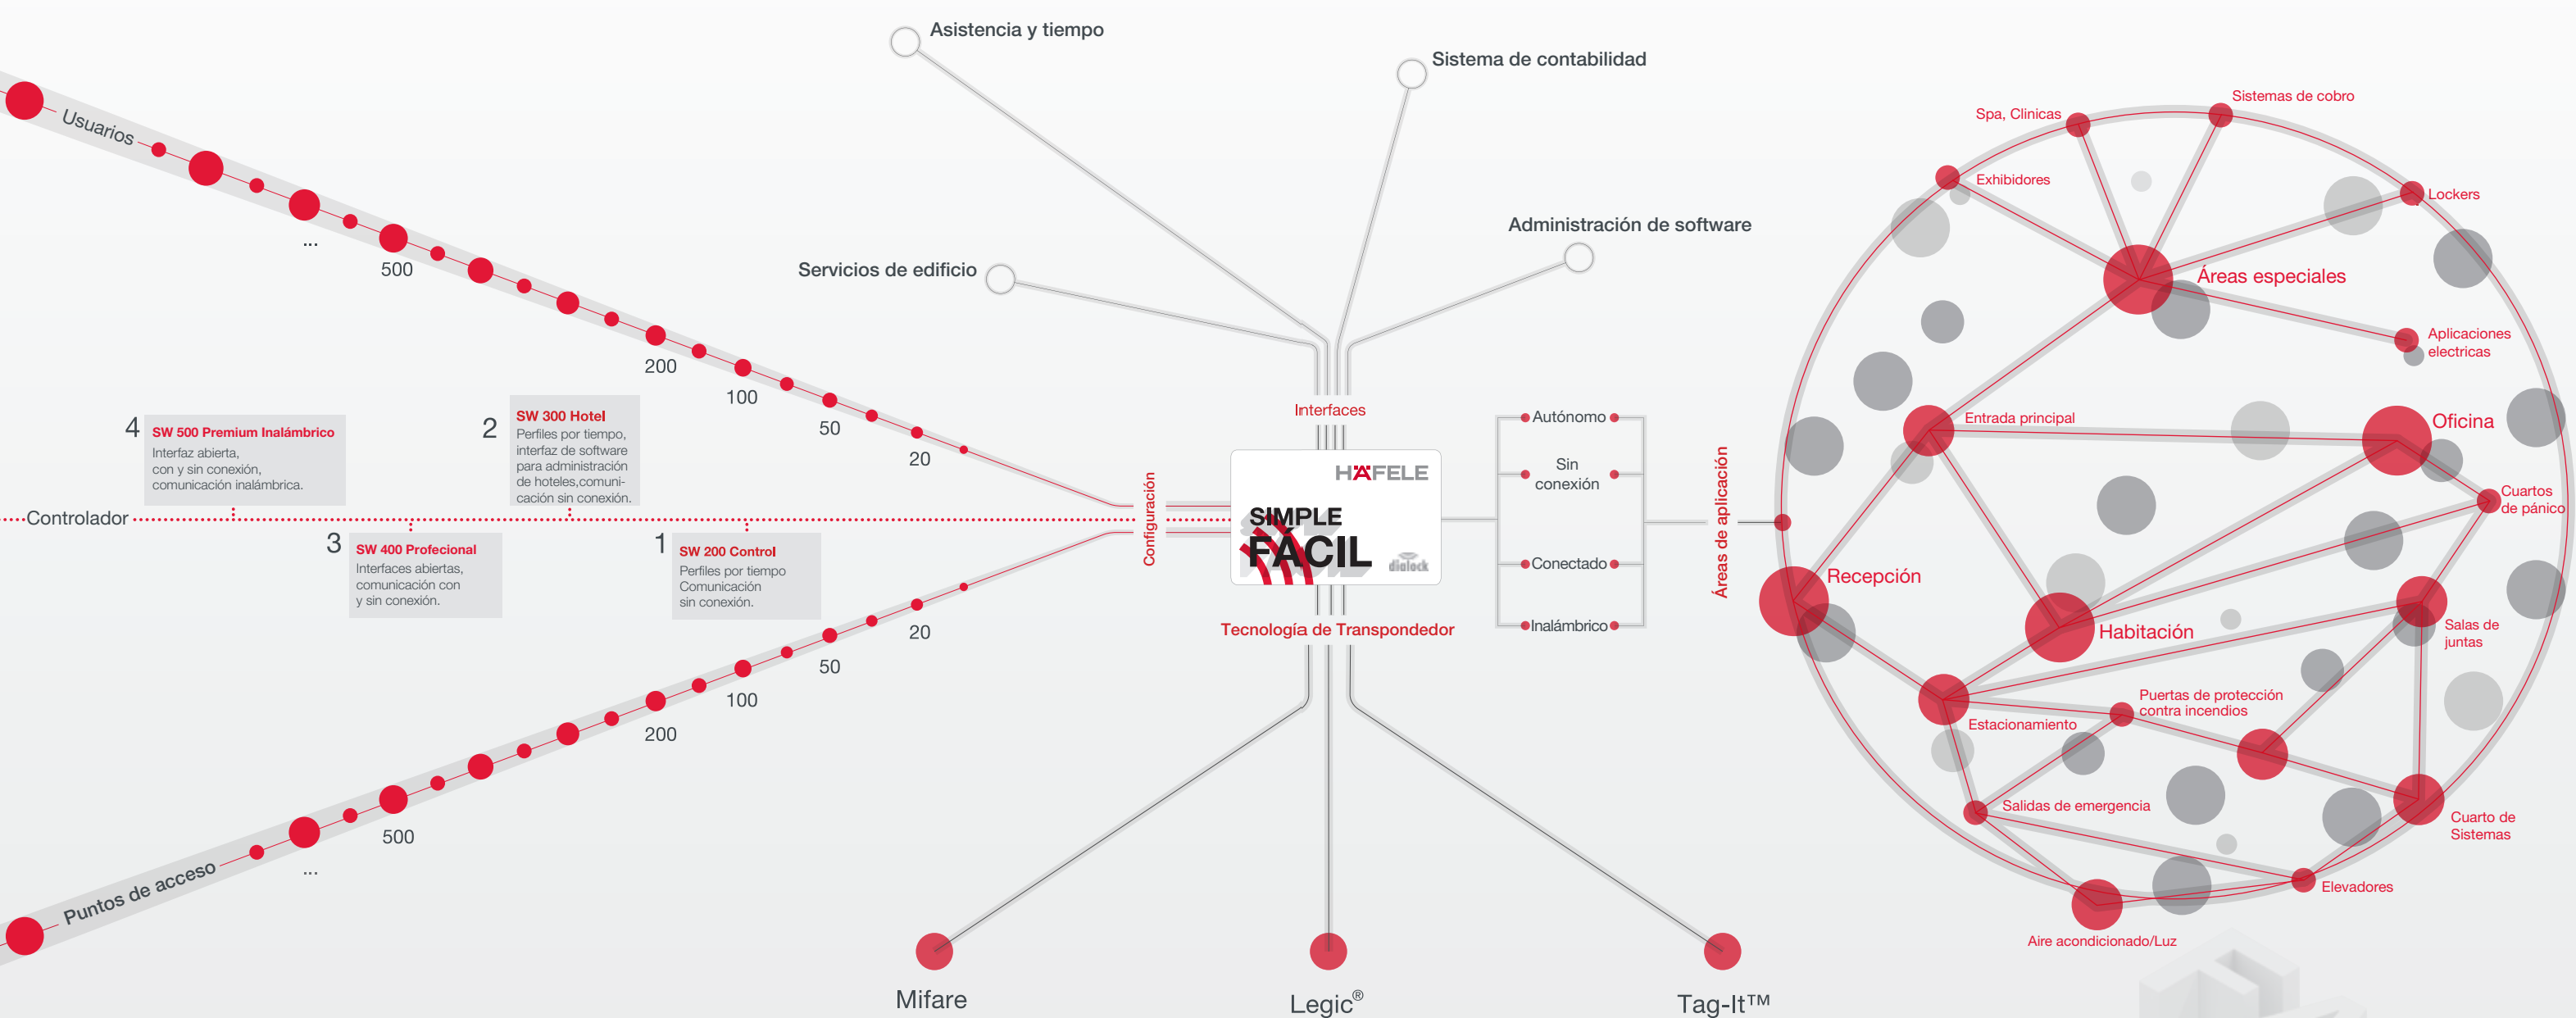 Asistencia y tiempo
Sistema de contabilidad
Administración de software
Servicios de edificio
Usuarios
...
500
200
100
50
20
4
SW 500 Premium Inalámbrico
Interfaz abierta,
con y sin conexión,
comunicación inalámbrica.
2
SW 300 Hotel
Perfiles por tiempo,
interfaz de software
para administración
de hoteles,comuni-
cación sin conexión.
Controlador
3
SW 400 Profecional
Interfaces abiertas,
comunicación con
y sin conexión.
1
SW 200 Control
Perfiles por tiempo
Comunicación
sin conexión.
20
50
100
200
500
...
Puntos de acceso
Configuración
Interfaces
HÄFELE
SIMPLE
FÁCIL
dialock
Tecnología de Transpondedor
Mifare
Legic®
Tag-It™
Autónomo
Sin
conexión
Conectado
Inalámbrico
Áreas de aplicación
Spa, Clinicas
Sistemas de cobro
Exhibidores
Lockers
Áreas especiales
Aplicaciones
electricas
Entrada principal
Oficina
Cuartos
de pánico
Recepción
Habitación
Salas de
juntas
Puertas de protección
contra incendios
Estacionamiento
Salidas de emergencia
Cuarto de
Sistemas
Elevadores
Aire acondicionado/Luz